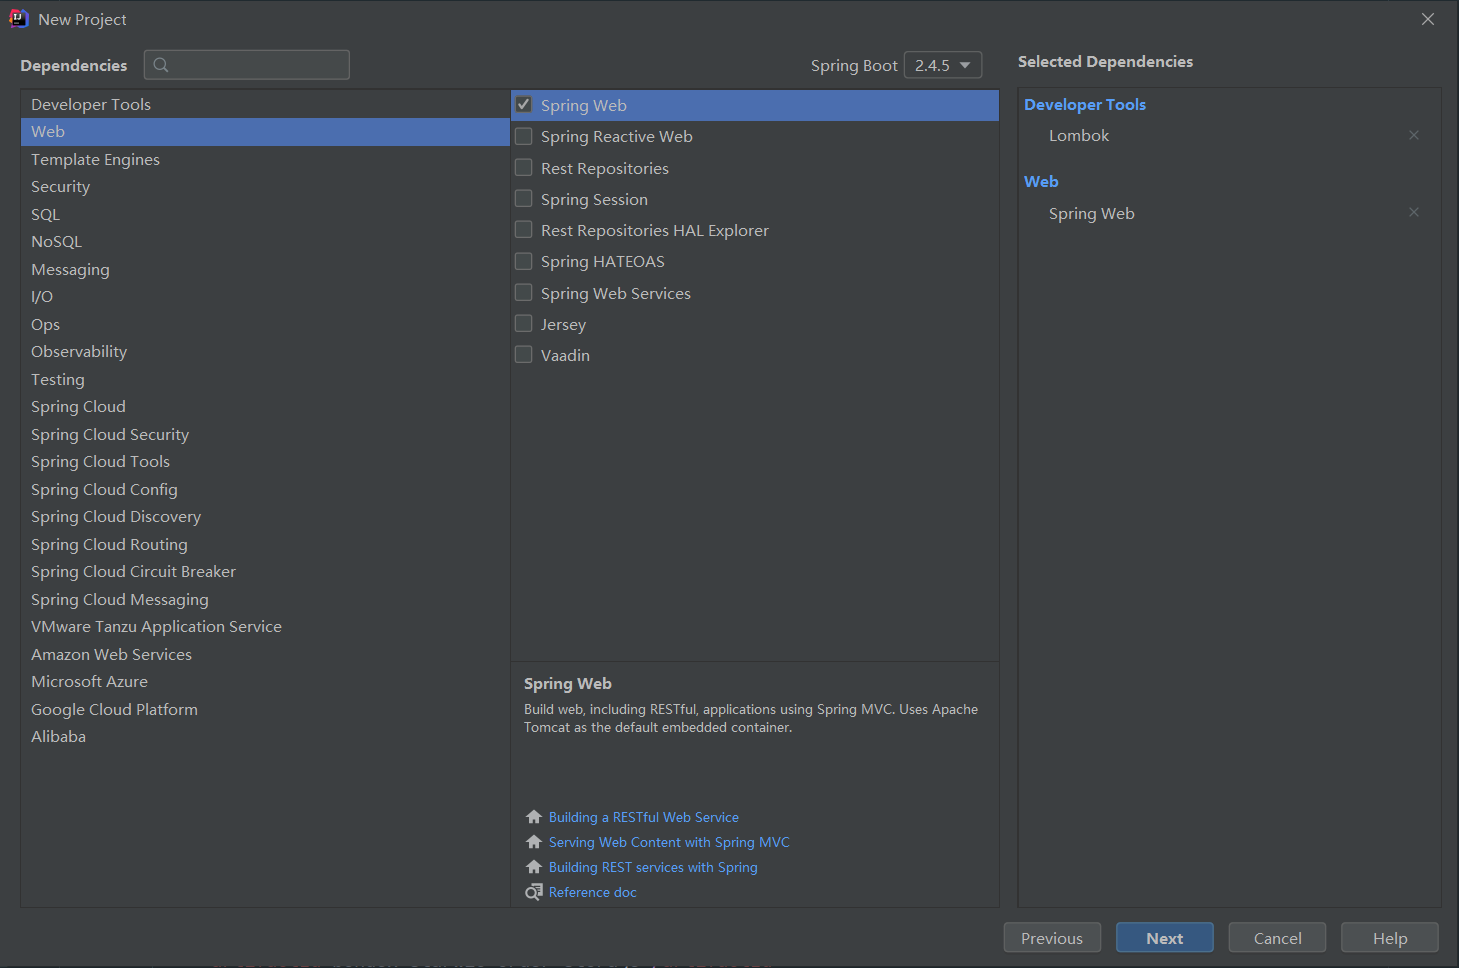 New Project
Dependencies
Spring Boot 2.4.5
Selected Dependencies
Developer Tools
Web
Template Engines
Security
SQL
NoSQL
Messaging
I/O
Ops
Observability
Testing
Spring Cloud
Spring Cloud Security
Spring Cloud Tools
Spring Cloud Config
Spring Cloud Discovery
Spring Cloud Routing
Spring Cloud Circuit Breaker
Spring Cloud Messaging
VMware Tanzu Application Service
Amazon Web Services
Microsoft Azure
Google Cloud Platform
Alibaba
Spring Web
Spring Reactive Web
Rest Repositories
Spring Session
Rest Repositories HAL Explorer
Spring HATEOAS
Spring Web Services
Jersey
Vaadin
Spring Web
Build web, including RESTful, applications using Spring MVC. Uses Apache
Tomcat as the default embedded container.
Building a RESTful Web Service
Serving Web Content with Spring MVC
Building REST services with Spring
Reference doc
Developer Tools
Lombok
Web
Spring Web
Previous
Next
Cancel
Help